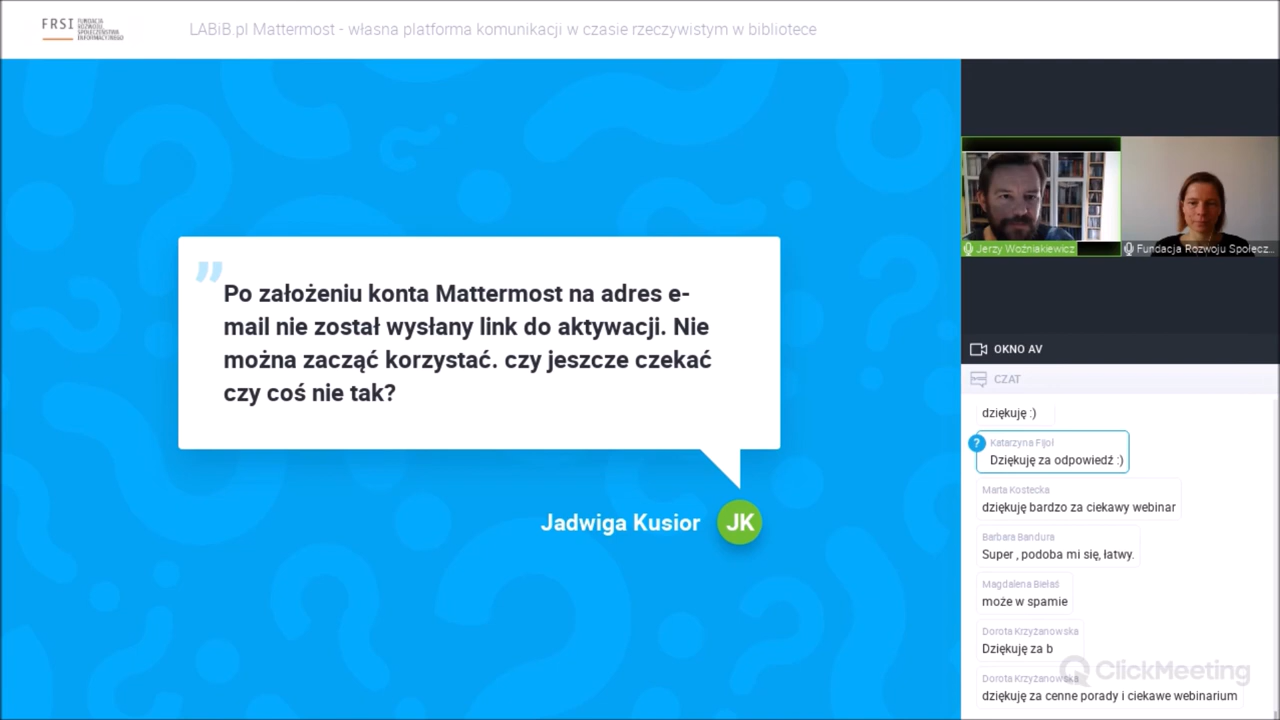 FRSI FUNDACJA
ROZWOJU
SPOŁECZEŃSTWA
INFORMACYJNEGO
LABiB.pl Mattermost - własna platforma komunikacji w czasie rzeczywistym w bibliotece
”
Po założeniu konta Mattermost na adres e-
mail nie został wysłany link do aktywacji. Nie
można zacząć korzystać. czy jeszcze czekać
czy coś nie tak?
Jadwiga Kusior JK
Jerzy Woźniakiewicz
Fundacja Rozwoju Społecz...
OKNO AV
CZAT
dziękuję :)
?
Katarzyna Fijoł
Dziękuję za odpowiedź :)
Marta Kostecka
dziękuję bardzo za ciekawy webinar
Barbara Bandura
Super , podoba mi się, łatwy.
Magdalena Biełaś
może w spamie
Dorota Krzyżanowska
Dziękuję za b
ClickMeeting
Dorota Krzyżanowska
dziękuję za cenne porady i ciekawe webinarium